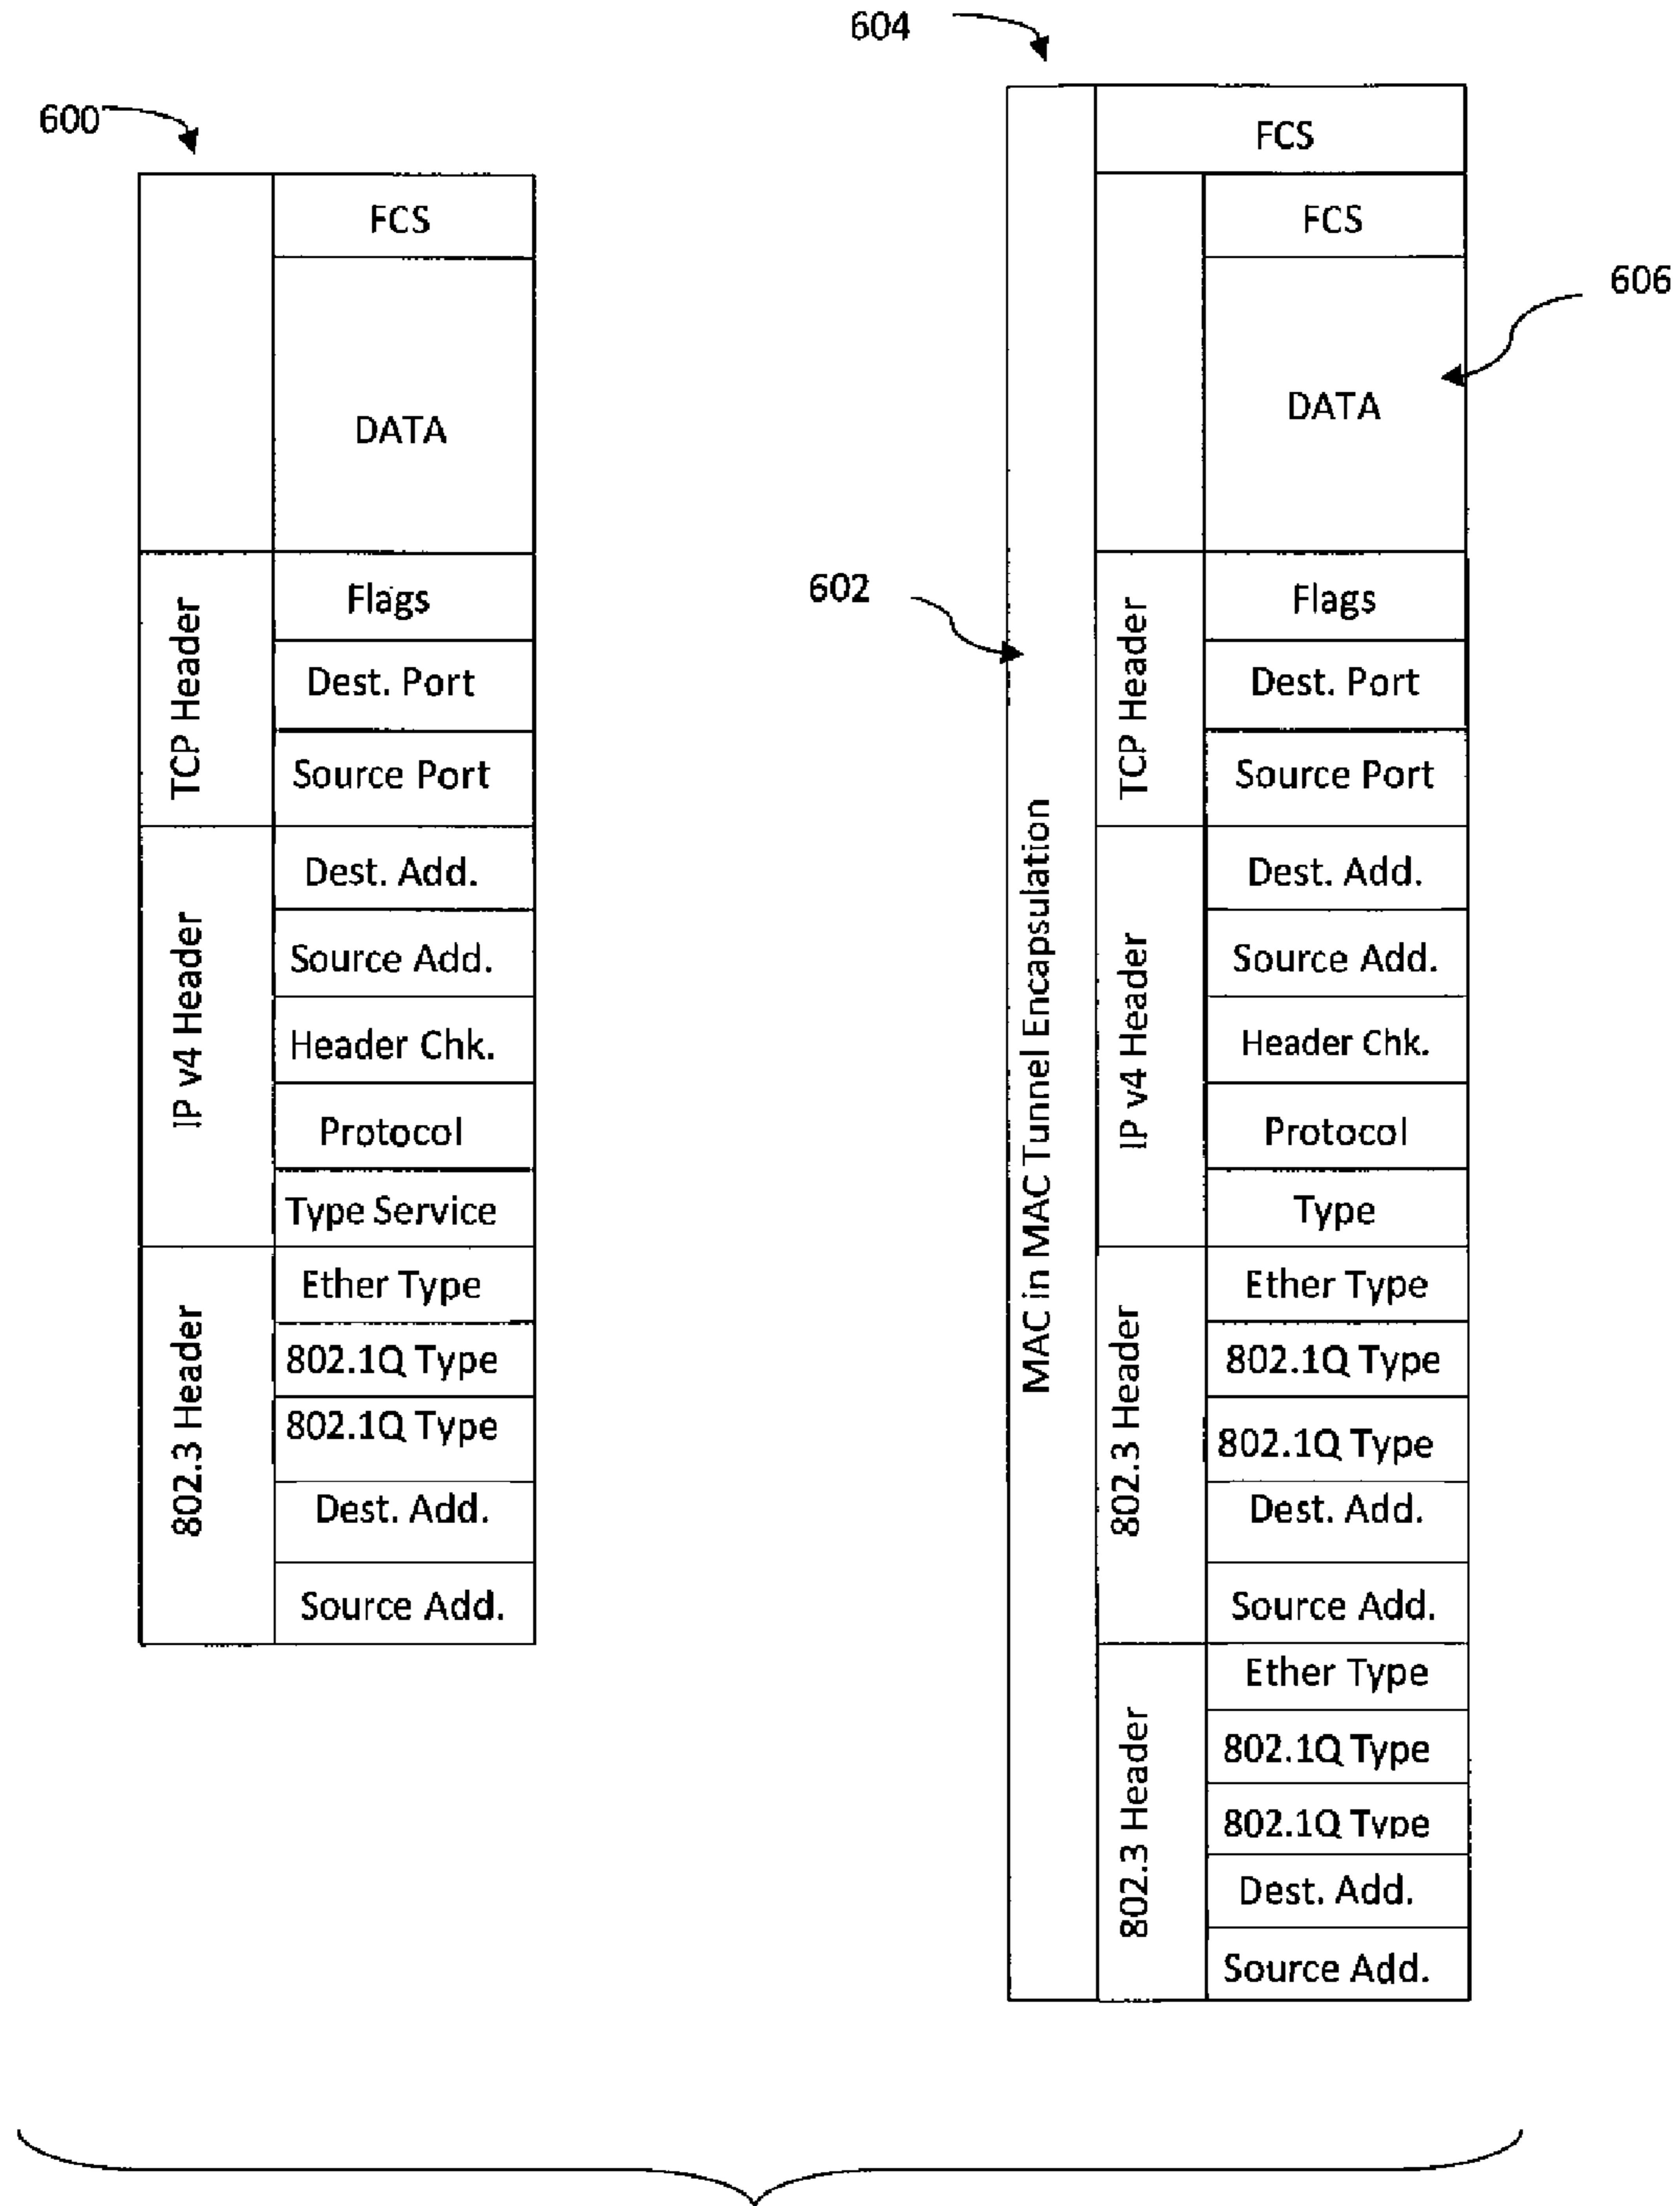 600
FCS
DATA
TCP Header
Flags
Dest. Port
Source Port
IP v4 Header
Dest. Add.
Source Add.
Header Chk.
Protocol
Type Service
802.3 Header
Ether Type
802.1Q Type
802.1Q Type
Dest. Add.
Source Add.
604
602
606
MAC in MAC Tunnel Encapsulation
FCS
FCS
DATA
TCP Header
Flags
Dest. Port
Source Port
IP v4 Header
Dest. Add.
Source Add.
Header Chk.
Protocol
Type
802.3 Header
Ether Type
802.1Q Type
802.1Q Type
Dest. Add.
Source Add.
802.3 Header
Ether Type
802.1Q Type
802.1Q Type
Dest. Add.
Source Add.